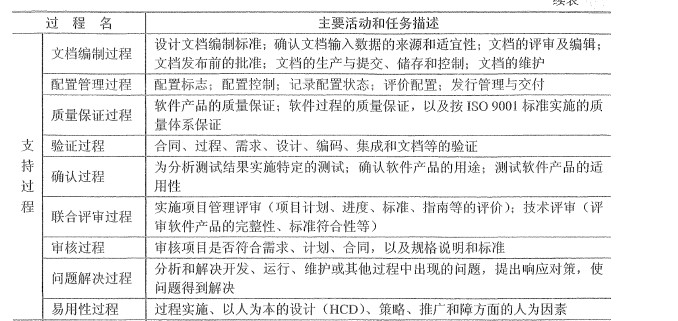 续表
过 程 名 主要活动和任务描述
支持过程
文档编制过程 设计文档编制标准；确认文档输入数据的来源和适宜性；文档的评审及编辑；
文档发布前的批准；文档的生产与提交、储存和控制；文档的维护
配置管理过程 配置标志；配置控制；记录配置状态；评价配置；发行管理与交付
质量保证过程 软件产品的质量保证；软件过程的质量保证，以及按 ISO 9001 标准实施的质
量体系保证
验证过程 合同、过程、需求、设计、编码、集成和文档等的验证
确认过程 为分析测试结果实施特定的测试；确认软件产品的用途；测试软件产品的适
用性
联合评审过程 实施项目管理评审（项目计划、进度、标准、指南等的评价）；技术评审（评
审软件产品的完整性、标准符合性等）
审核过程 审核项目是否符合需求、计划、合同，以及规格说明和标准
问题解决过程 分析和解决开发、运行、维护或其他过程中出现的问题，提出响应对策，使
问题得到解决
易用性过程 过程实施、以人为本的设计（HCD）、策略、推广和障方面的人为因素